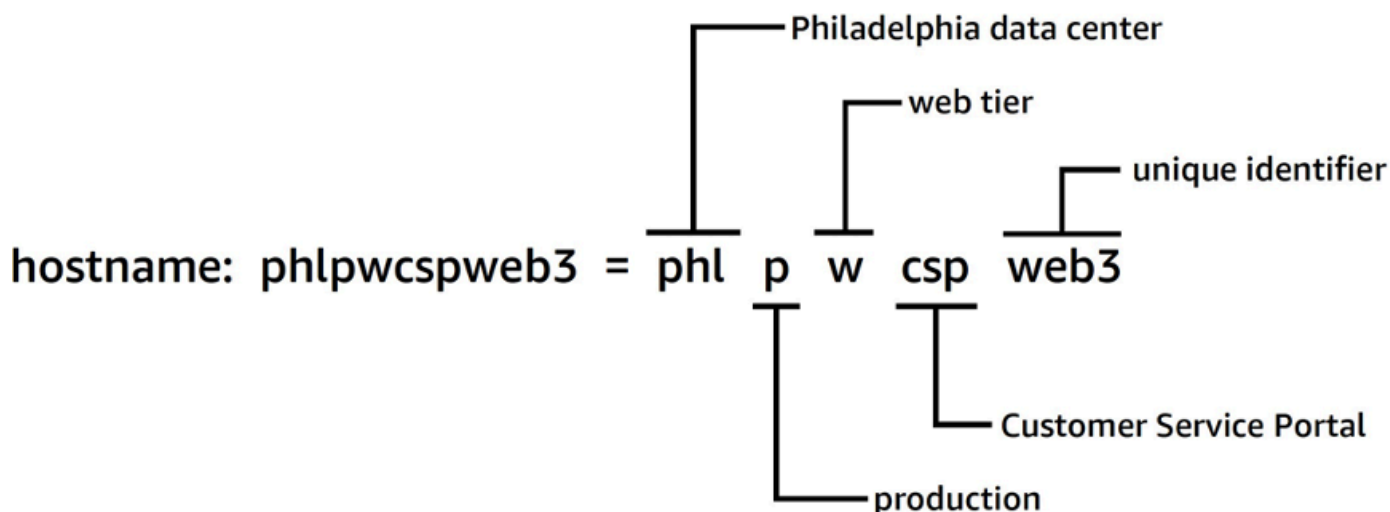 Philadelphia data center
web tier
unique identifier
hostname: phlpwcspweb3 = phl p w csp web3
Customer Service Portal
production